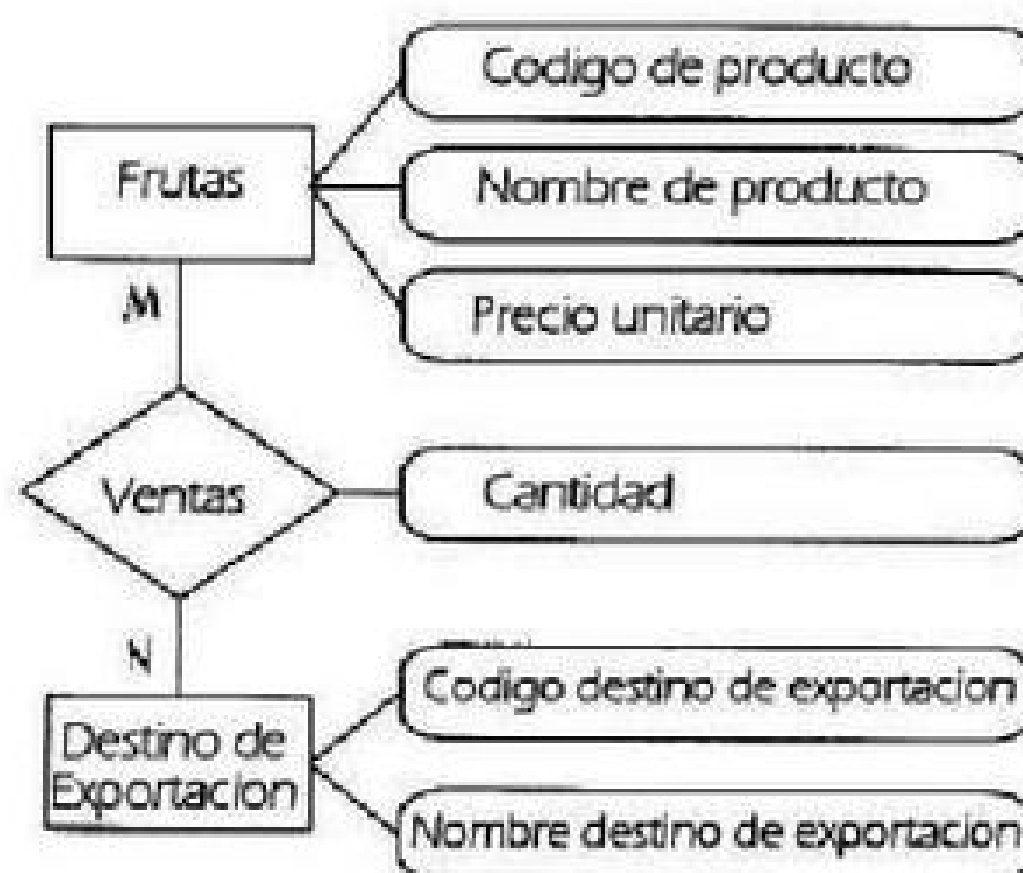 Codigo de producto
Frutas
Nombre de producto
M
Precio unitario
Ventas
Cantidad
N
Codigo destino de exportacion
Destino de
Exportacion
Nombre destino de exportacion